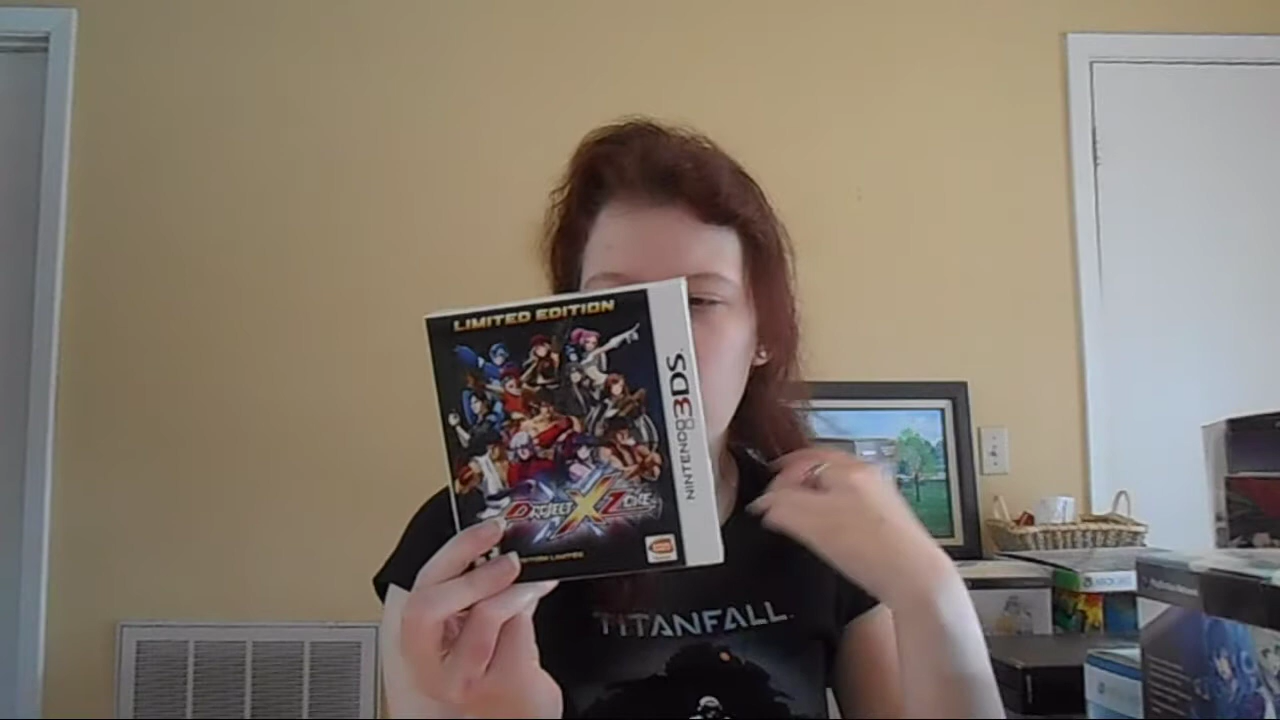 LIMITED EDITION
NINTENDO 3DS
PROJECT X ZONE
TITANFALL
XBOX 360